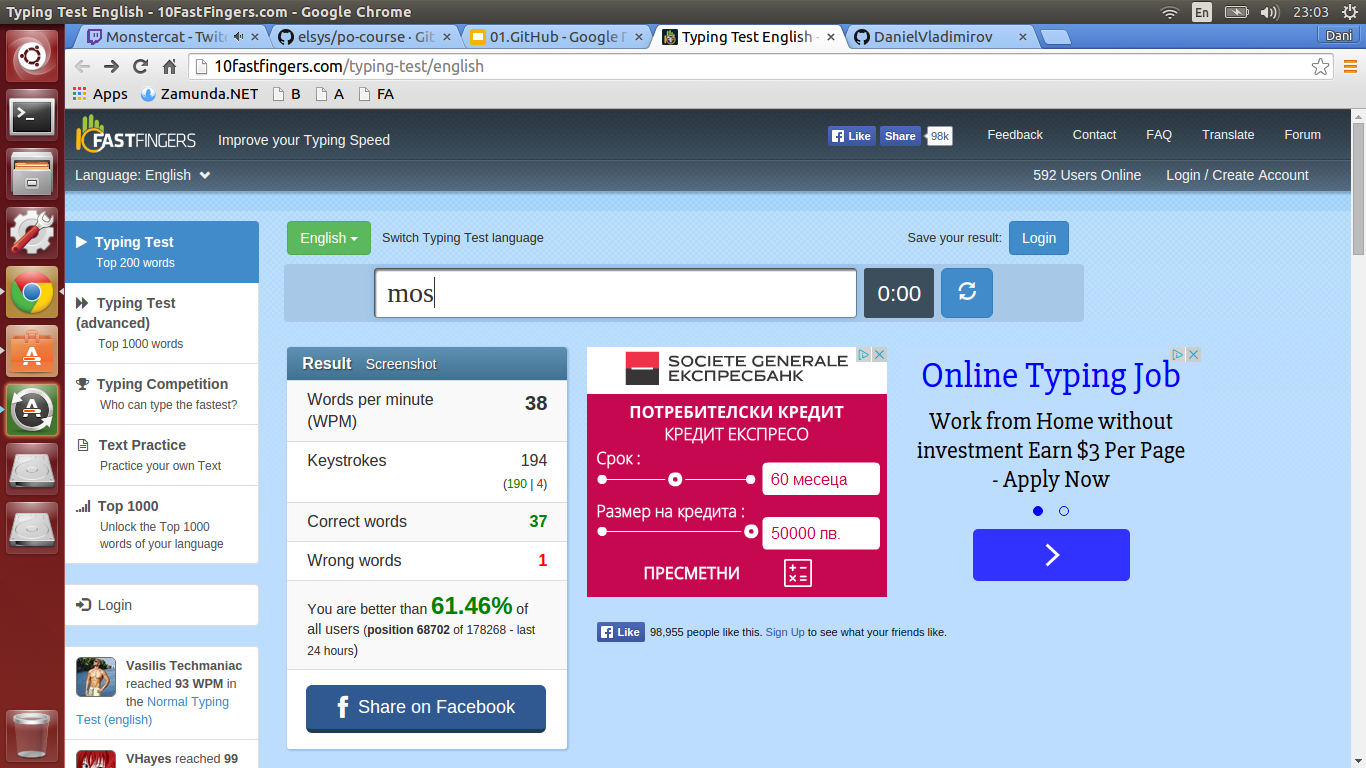 Typing Test English - 10FastFingers.com - Google Chrome
En
23:03
Monstercat - Twitc
elsys/po-course · Git
01.GitHub - Google
Typing Test English -
DanielVladimirov
Dani
10fastfingers.com/typing-test/english
Apps
Zamunda.NET
B
A
FA
10FASTFINGERS
Improve your Typing Speed
Like
Share
98k
Feedback
Contact
FAQ
Translate
Forum
Language: English
592 Users Online
Login / Create Account
Typing Test
Top 200 words
Typing Test
(advanced)
Top 1000 words
Typing Competition
Who can type the fastest?
Text Practice
Practice your own Text
Top 1000
Unlock the Top 1000
words of your language
Login
Vasilis Techmaniac
reached 93 WPM in
the Normal Typing
Test (english)
VHayes reached 99
English
Switch Typing Test language
Save your result:
Login
mos
0:00
Result Screenshot
Words per minute
(WPM)
38
Keystrokes
194
(190 | 4)
Correct words
37
Wrong words
1
You are better than 61.46% of
all users (position 68702 of 178268 - last
24 hours)
Share on Facebook
SOCIETE GENERALE
ЕКСПРЕСБАНК
ПОТРЕБИТЕЛСКИ КРЕДИТ
КРЕДИТ ЕКСПРЕСО
Срок :
60 месеца
Размер на кредита :
50000 лв.
ПРЕСМЕТНИ
Online Typing Job
Work from Home without
investment Earn $3 Per Page
- Apply Now
Like
98,955 people like this. Sign Up to see what your friends like.